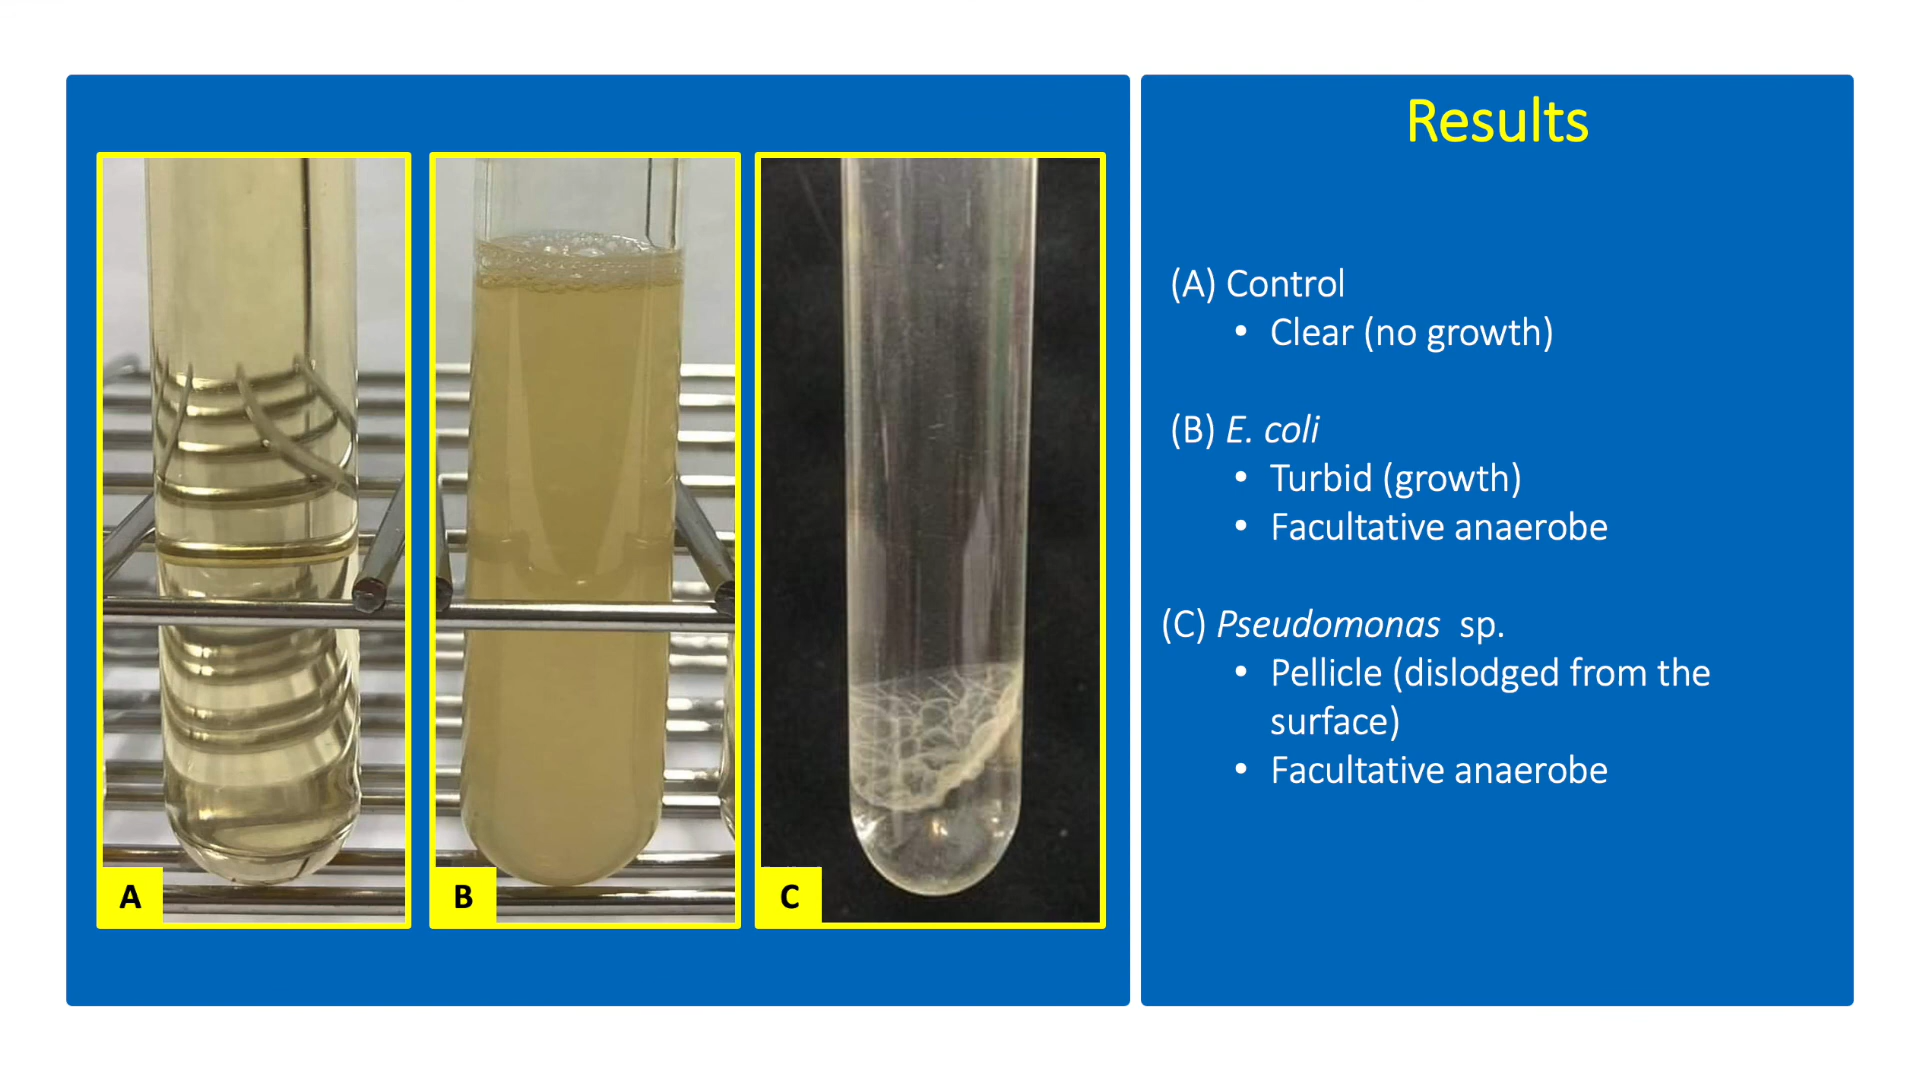 Results
(A) Control
• Clear (no growth)
(B) E. coli
• Turbid (growth)
• Facultative anaerobe
(C) Pseudomonas sp.
• Pellicle (dislodged from the
surface)
• Facultative anaerobe
A
B
C